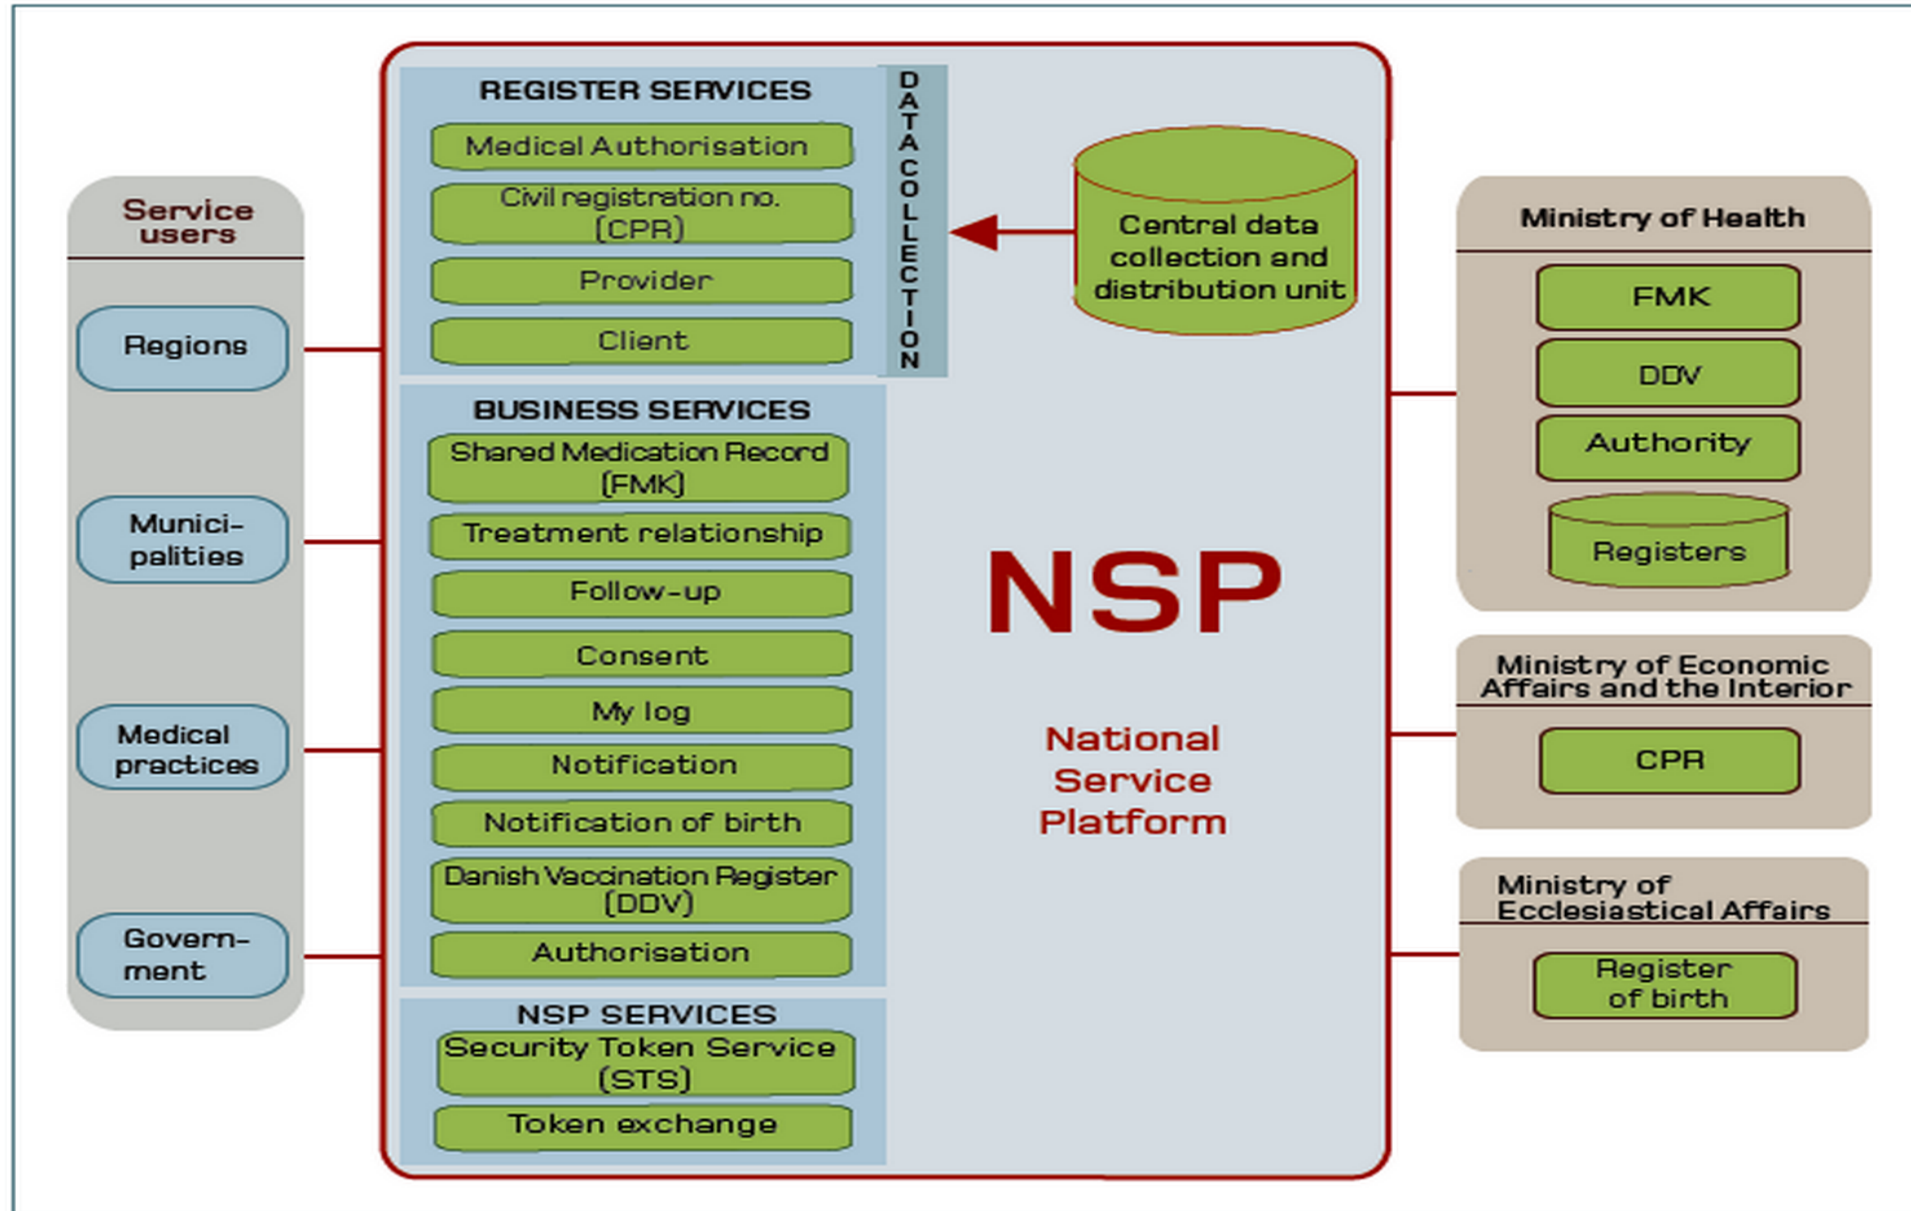 Service
users
Regions
Munici-
palities
Medical
practices
Govern-
ment
REGISTER SERVICES
Medical Authorisation
Civil registration no.
(CPR)
Provider
Client
DATA COLLECTION
BUSINESS SERVICES
Shared Medication Record
(FMK)
Treatment relationship
Follow-up
Consent
My log
Notification
Notification of birth
Danish Vaccination Register
(DDV)
Authorisation
NSP SERVICES
Security Token Service
(STS)
Token exchange
Central data
collection and
distribution unit
NSP
National
Service
Platform
Ministry of Health
FMK
DDV
Authority
Registers
Ministry of Economic
Affairs and the Interior
CPR
Ministry of
Ecclesiastical Affairs
Register
of birth